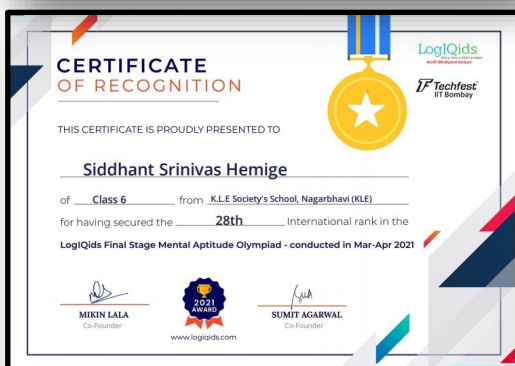 CERTIFICATE
OF RECOGNITION
LogIQids
Techfest
IIT Bombay
THIS CERTIFICATE IS PROUDLY PRESENTED TO
Siddhant Srinivas Hemige
of Class 6 from K.L.E Society's School, Nagarbhavi (KLE)
for having secured the 28th International rank in the
LogIQids Final Stage Mental Aptitude Olympiad - conducted in Mar-Apr 2021
2021
AWARD
MIKIN LALA
Co-Founder
SUMIT AGARWAL
Co-Founder
www.logiqids.com